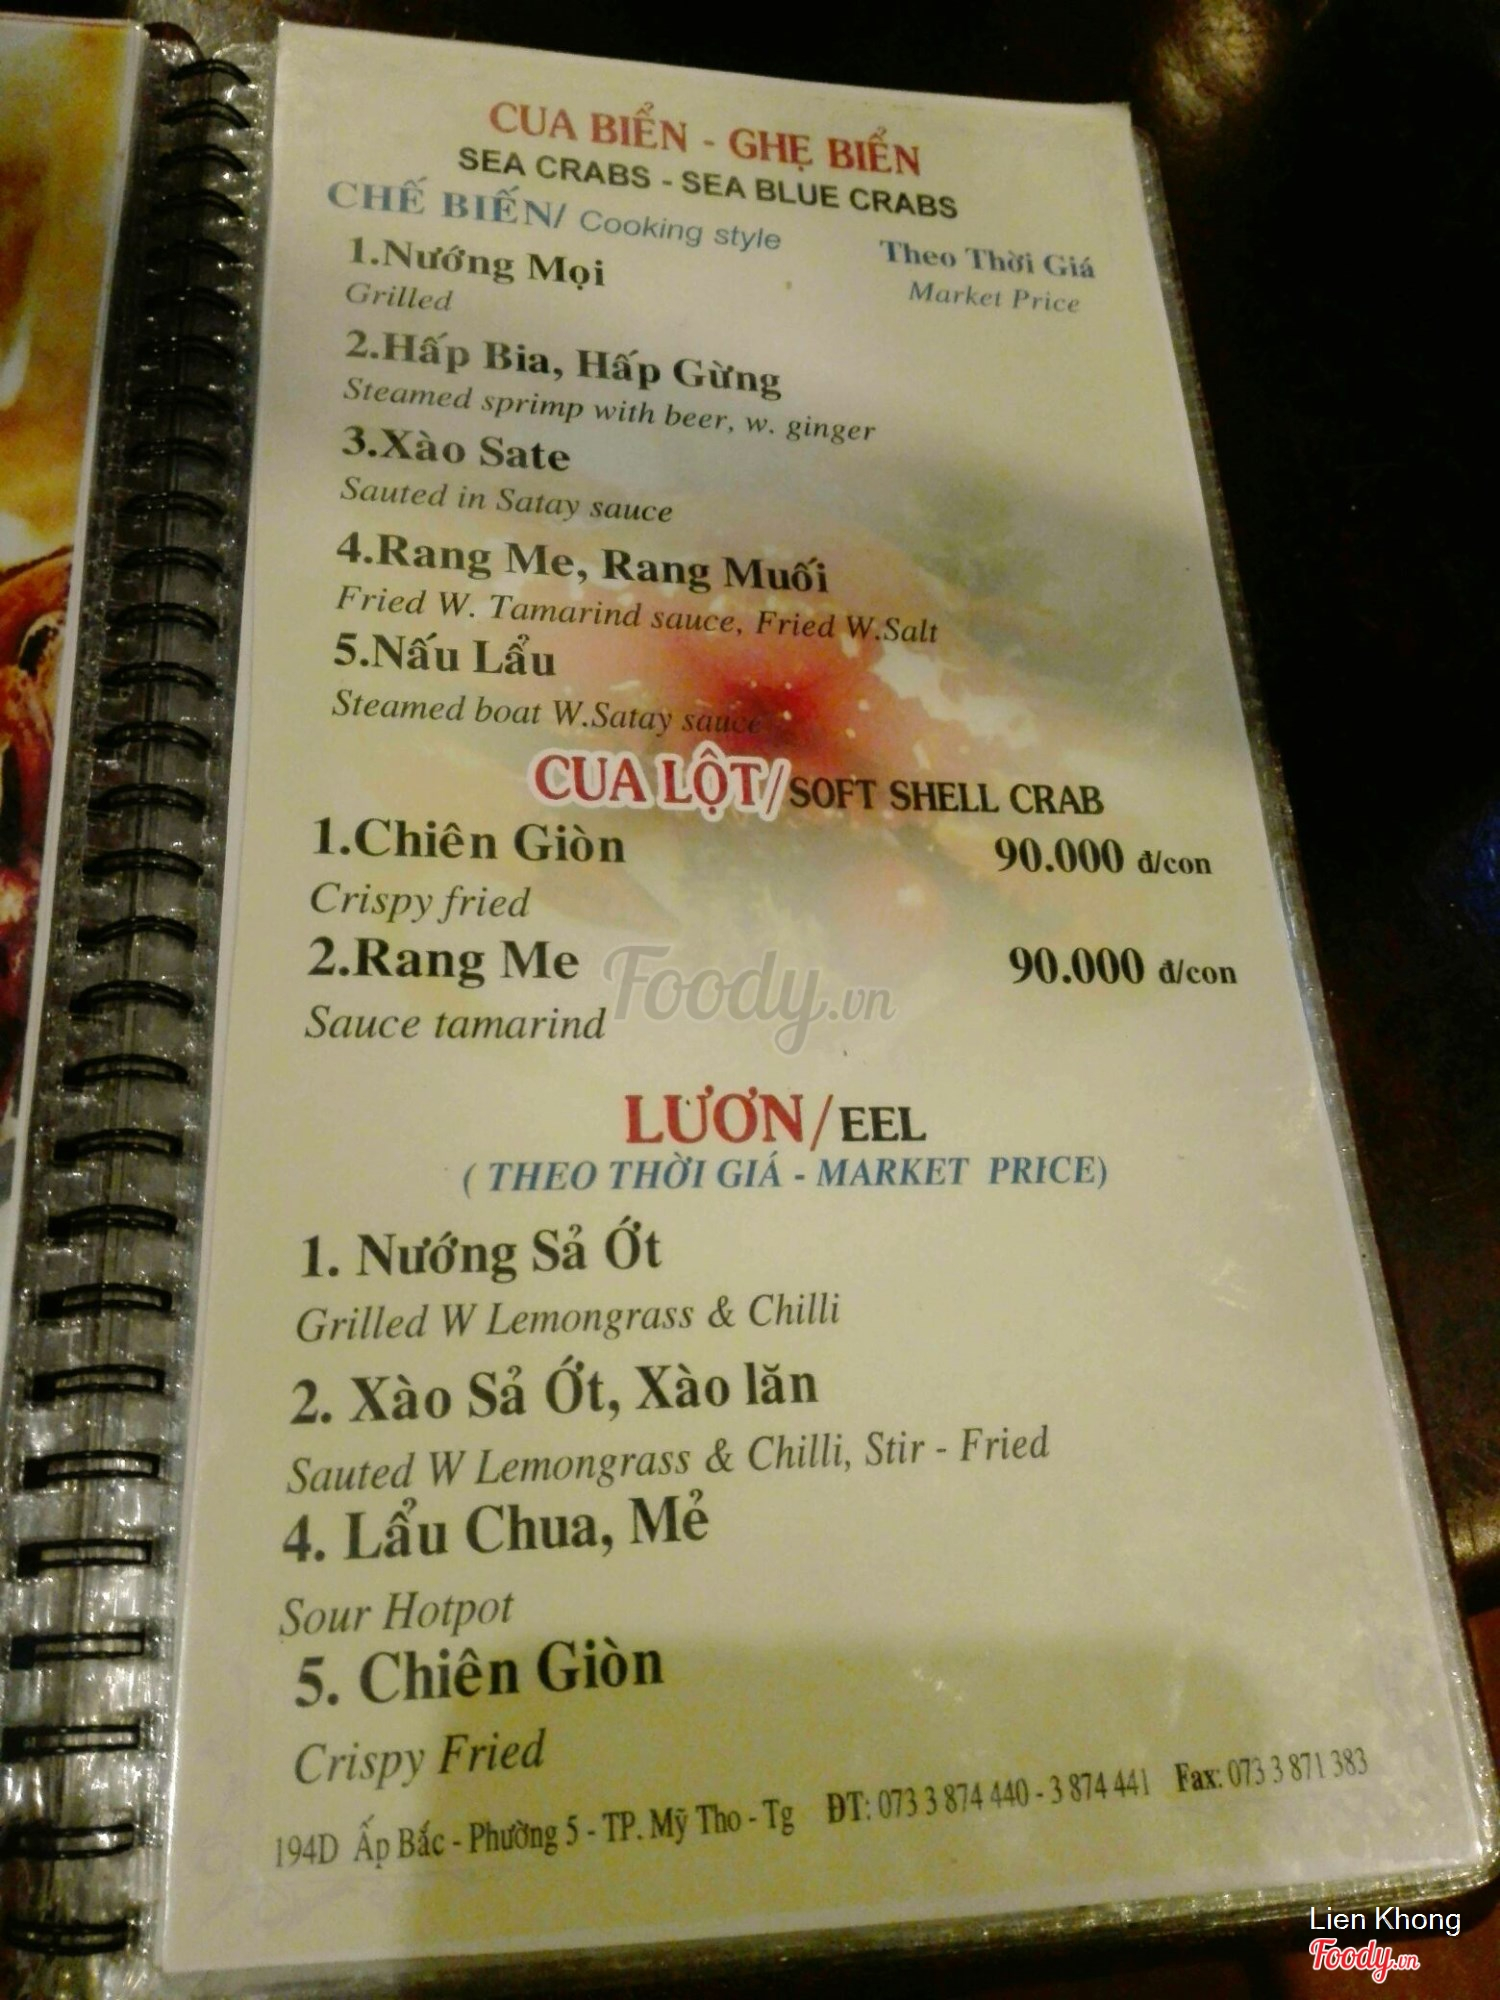 CUA BIỂN - GHẸ BIỂN
SEA CRABS - SEA BLUE CRABS
CHẾ BIẾN/ Cooking style
Theo Thời Giá
Market Price
1.Nướng Mọi
Grilled
2.Hấp Bia, Hấp Gừng
Steamed sprimp with beer, w. ginger
3.Xào Sate
Sauted in Satay sauce
4.Rang Me, Rang Muối
Fried W. Tamarind sauce, Fried W.Salt
5.Nấu Lẩu
Steamed boat W.Satay sauce
CUA LỘT/SOFT SHELL CRAB
1.Chiên Giòn 90.000 đ/con
Crispy fried
2.Rang Me 90.000 đ/con
Foody.vn
Sauce tamarind
LƯƠN/EEL
( THEO THỜI GIÁ - MARKET PRICE)
1. Nướng Sả Ớt
Grilled W Lemongrass & Chilli
2. Xào Sả Ớt, Xào lăn
Sauted W Lemongrass & Chilli, Stir - Fried
4. Lẩu Chua, Mẻ
Sour Hotpot
5. Chiên Giòn
Crispy Fried
194D Ấp Bắc - Phường 5 - TP. Mỹ Tho - Tg ĐT: 073 3 874 440 - 3 874 441 Fax: 073 3 871 383
Lien Khong
Foody.vn